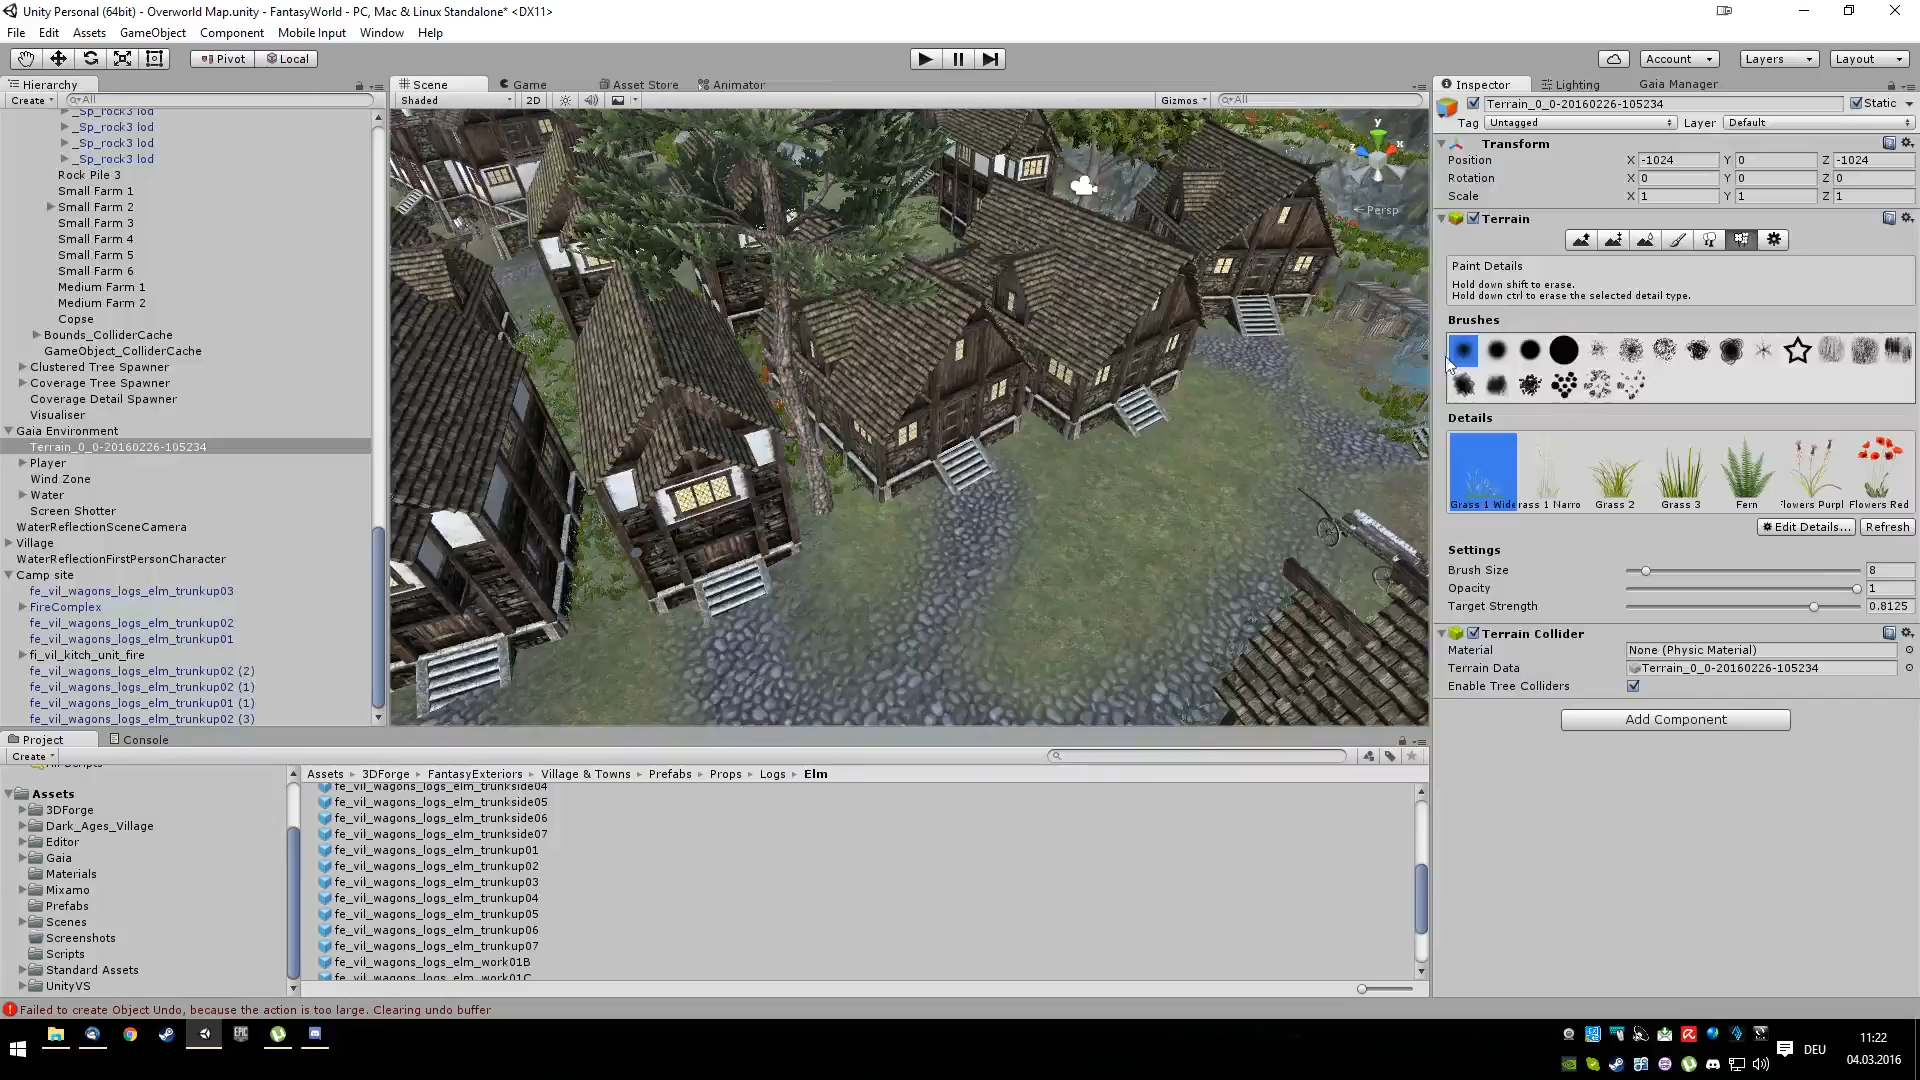 Unity Personal (64bit) - Overworld Map.unity - FantasyWorld - PC, Mac & Linux Standalone* <DX11>
File Edit Assets GameObject Component Mobile Input Window Help
Pivot Local Account Layers Layout
Hierarchy
Create All
_Sp_rock3 lod
_Sp_rock3 lod
_Sp_rock3 lod
_Sp_rock3 lod
Rock Pile 3
Small Farm 1
Small Farm 2
Small Farm 3
Small Farm 4
Small Farm 5
Small Farm 6
Medium Farm 1
Medium Farm 2
Copse
Bounds_ColliderCache
GameObject_ColliderCache
Clustered Tree Spawner
Coverage Tree Spawner
Coverage Detail Spawner
Visualiser
Gaia Environment
Terrain_0_0-20160226-105234
Player
Wind Zone
Water
Screen Shotter
WaterReflectionSceneCamera
Village
WaterReflectionFirstPersonCharacter
Camp site
fe_vil_wagons_logs_elm_trunkup03
FireComplex
fe_vil_wagons_logs_elm_trunkup02
fe_vil_wagons_logs_elm_trunkup01
fi_vil_kitch_unit_fire
fe_vil_wagons_logs_elm_trunkup02 (2)
fe_vil_wagons_logs_elm_trunkup02 (1)
fe_vil_wagons_logs_elm_trunkup01 (1)
fe_vil_wagons_logs_elm_trunkup02 (3)
Scene Game Asset Store Animator
Shaded 2D Gizmos All
y
x
Persp
Inspector Lighting Gaia Manager
Terrain_0_0-20160226-105234 Static
Tag Untagged Layer Default
Transform
Position X -1024 Y 0 Z -1024
Rotation X 0 Y 0 Z 0
Scale X 1 Y 1 Z 1
Terrain
Paint Details
Hold down shift to erase.
Hold down ctrl to erase the selected detail type.
Brushes
Details
Grass 1 Wide rass 1 Narro Grass 2 Grass 3 Fern lowers Purpl Flowers Red
Edit Details... Refresh
Settings
Brush Size 8
Opacity 1
Target Strength 0.8125
Terrain Collider
Material None (Physic Material)
Terrain Data Terrain_0_0-20160226-105234
Enable Tree Colliders
Add Component
Project Console
Create
All Scripts
Assets
3DForge
Dark_Ages_Village
Editor
Gaia
Materials
Mixamo
Prefabs
Scenes
Screenshots
Scripts
Standard Assets
UnityVS
Assets 3DForge FantasyExteriors Village & Towns Prefabs Props Logs Elm
fe_vil_wagons_logs_elm_trunkside04
fe_vil_wagons_logs_elm_trunkside05
fe_vil_wagons_logs_elm_trunkside06
fe_vil_wagons_logs_elm_trunkside07
fe_vil_wagons_logs_elm_trunkup01
fe_vil_wagons_logs_elm_trunkup02
fe_vil_wagons_logs_elm_trunkup03
fe_vil_wagons_logs_elm_trunkup04
fe_vil_wagons_logs_elm_trunkup05
fe_vil_wagons_logs_elm_trunkup06
fe_vil_wagons_logs_elm_trunkup07
fe_vil_wagons_logs_elm_work01B
fe_vil_wagons_logs_elm_work01C
Failed to create Object Undo, because the action is too large. Clearing undo buffer
EPIC
DEU
11:22
04.03.2016